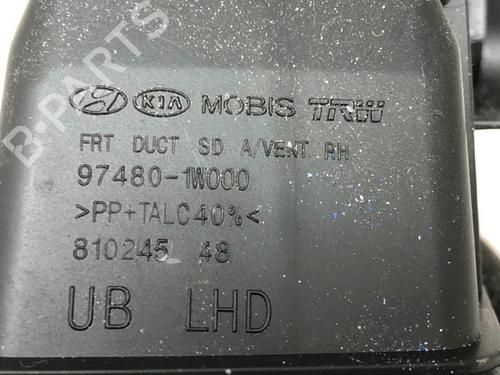 KIA MOBIS TRW
FRT DUCT SD A/VENT RH
97480-1W000
>PP+TALC40%<
810245 48
UB LHD
B-PARTS